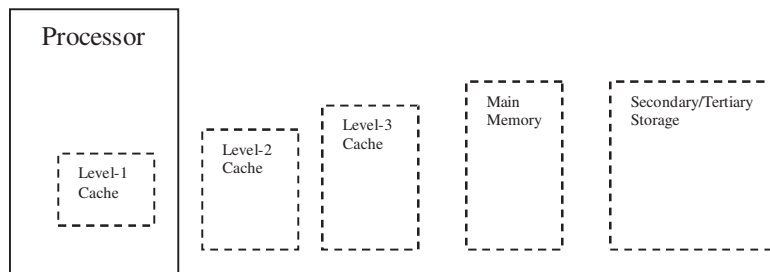 Processor
Level-1
Cache
Level-2
Cache
Level-3
Cache
Main
Memory
Secondary/Tertiary
Storage